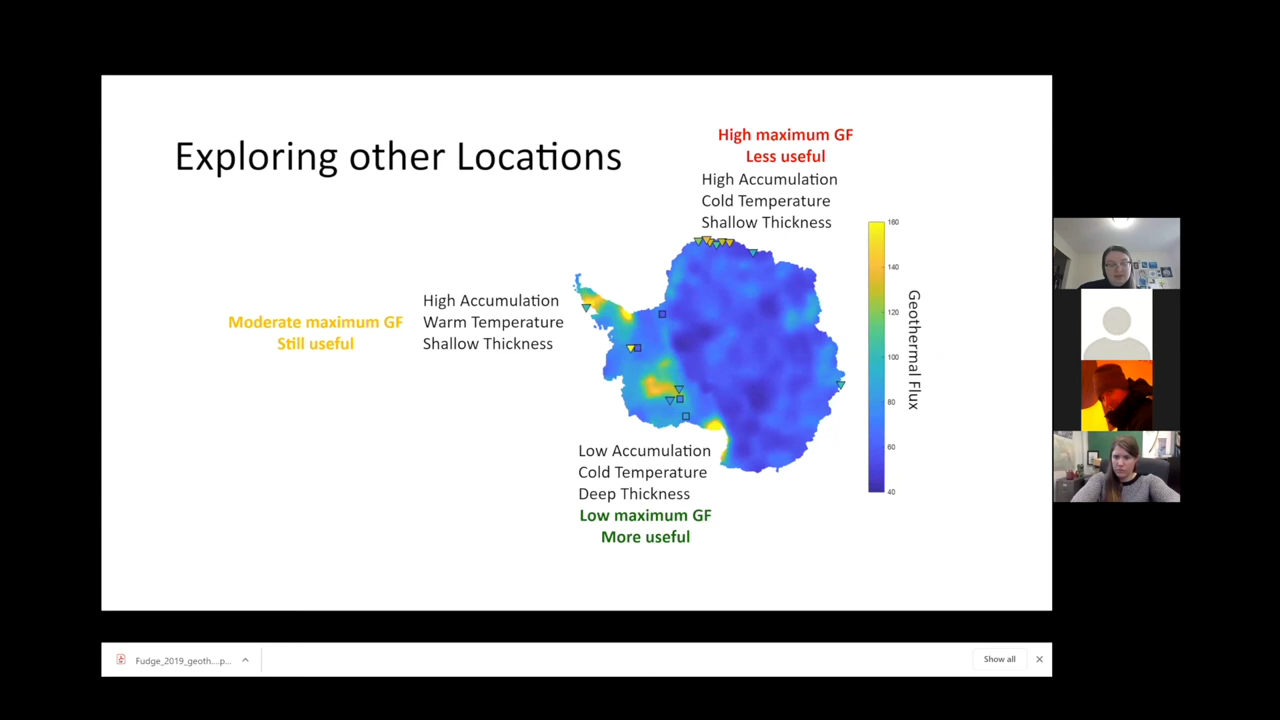 Exploring other Locations
High maximum GF
Less useful
High Accumulation
Cold Temperature
Shallow Thickness
Moderate maximum GF
Still useful
High Accumulation
Warm Temperature
Shallow Thickness
Low Accumulation
Cold Temperature
Deep Thickness
Low maximum GF
More useful
160
140
120
100
80
60
40
Geothermal Flux
Fudge_2019_geoth....p...
Show all